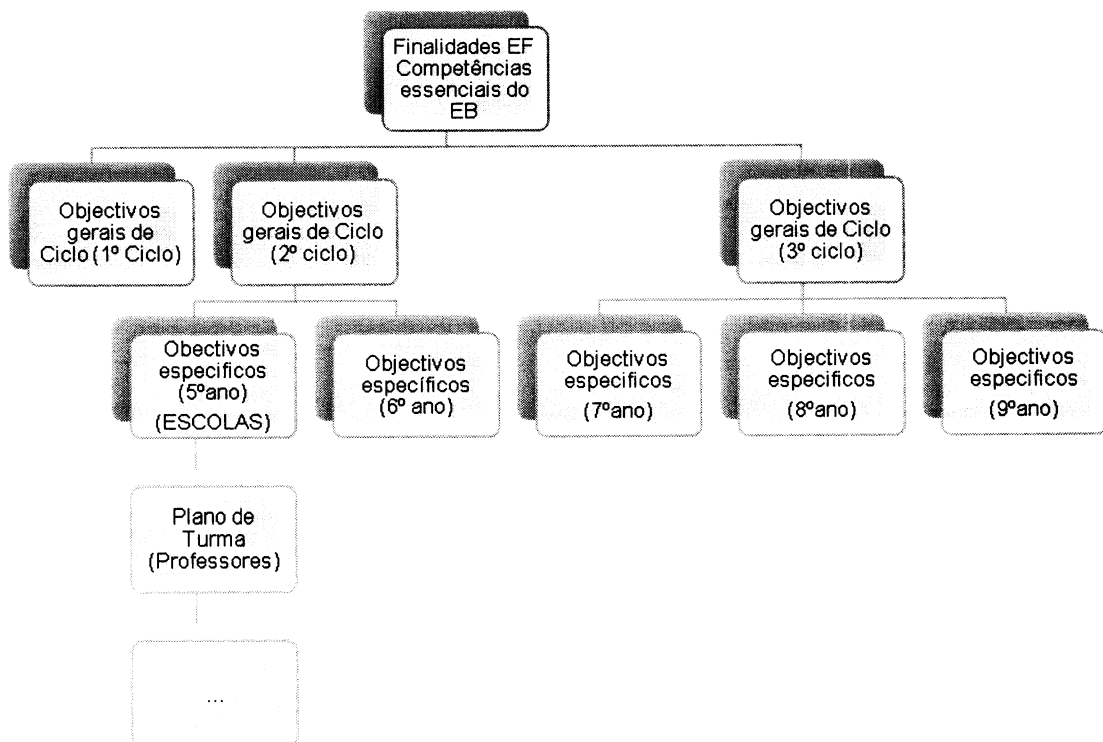 Finalidades EF
Competências
essenciais do
EB
Objectivos
gerais de
Ciclo (1º Ciclo)
Objectivos
gerais de Ciclo
(2º ciclo)
Objectivos
gerais de Ciclo
(3º ciclo)
Obectivos
especificos
(5ºano)
(ESCOLAS)
Objectivos
específicos
(6º ano)
Objectivos
especificos
(7ºano)
Objectivos
especificos
(8ºano)
Objectivos
especificos
(9ºano)
Plano de
Turma
(Professores)
...